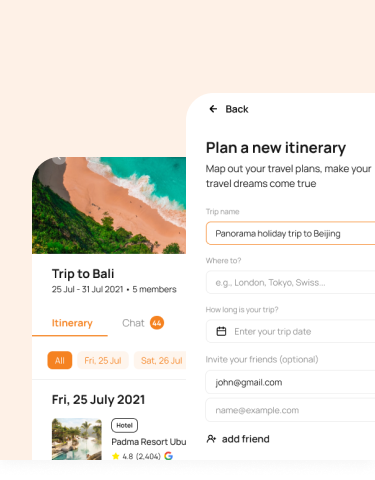 Back
Plan a new itinerary
Map out your travel plans, make your
travel dreams come true
Trip name
Panorama holiday trip to Beijing
Where to?
e.g., London, Tokyo, Swiss...
How long is your trip?
Enter your trip date
Invite your friends (optional)
john@gmail.com
name@example.com
add friend
Trip to Bali
25 Jul - 31 Jul 2021 • 5 members
Itinerary
Chat 44
All
Fri, 25 Jul
Sat, 26 Jul
Fri, 25 July 2021
Hotel
Padma Resort Ubu
4.8 (2,404)